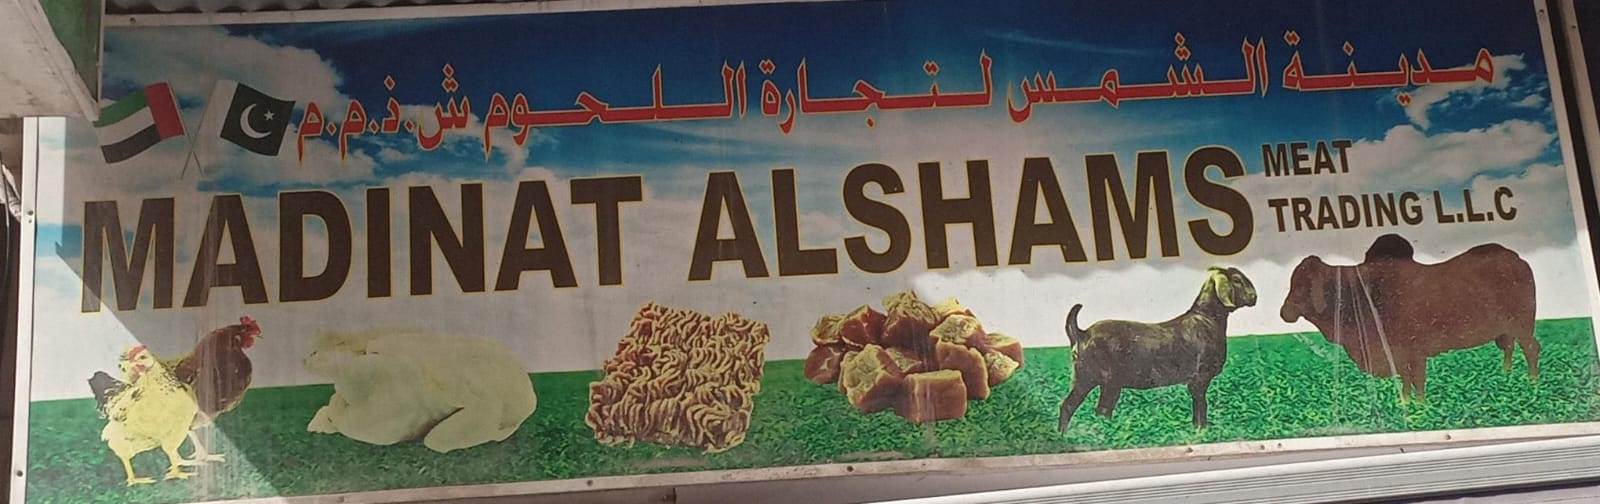 مدينة الشمس لتجارة اللحوم ش.ذ.م.م
MADINAT ALSHAMS MEAT
TRADING L.L.C